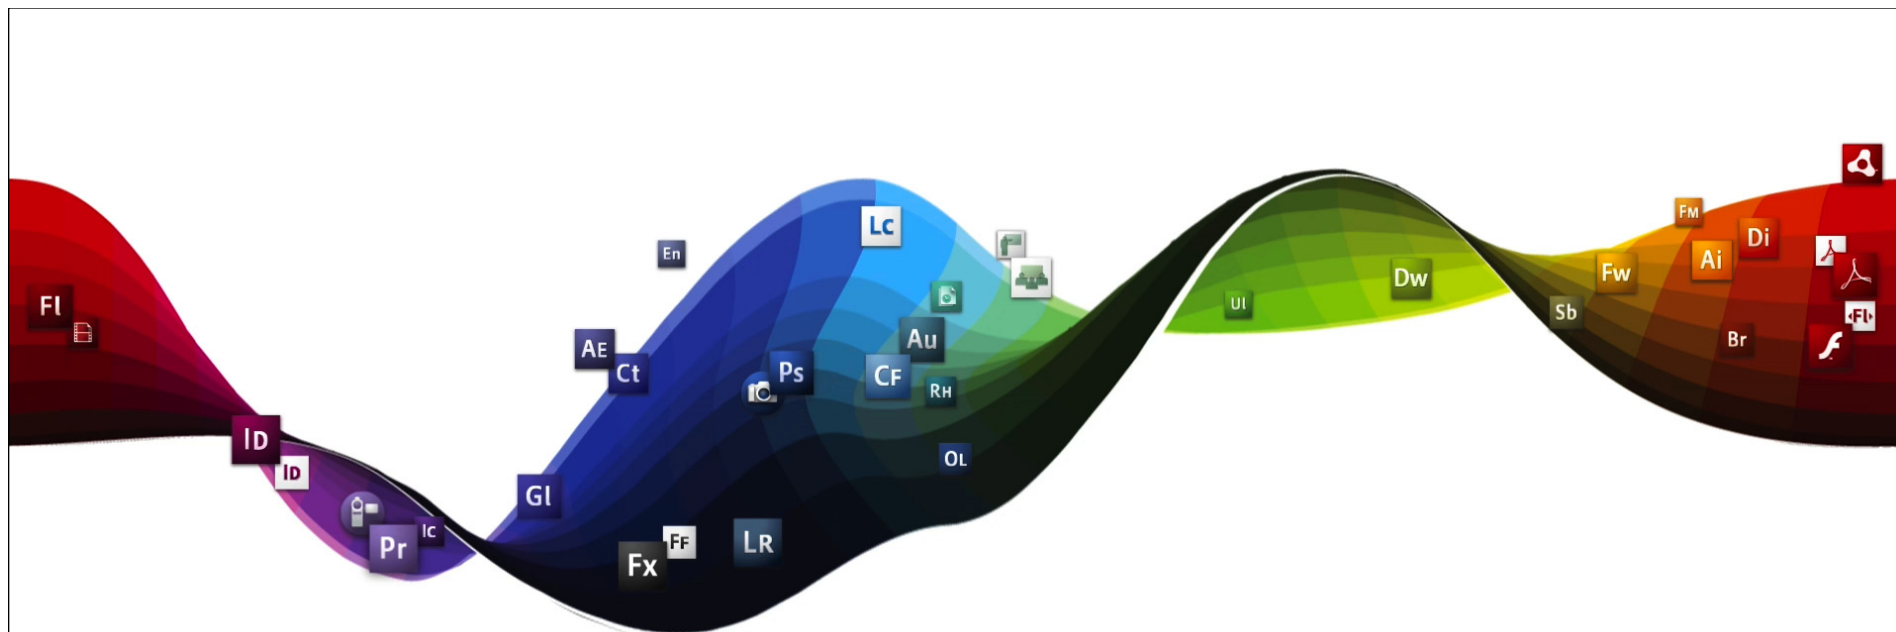 Fl
ID
ID
Pr
Ic
Gl
AE
Ct
En
Fx
FF
LR
Ps
Lc
Au
CF
RH
OL
Ul
Dw
Sb
Fw
FM
Ai
Di
Br
Fl